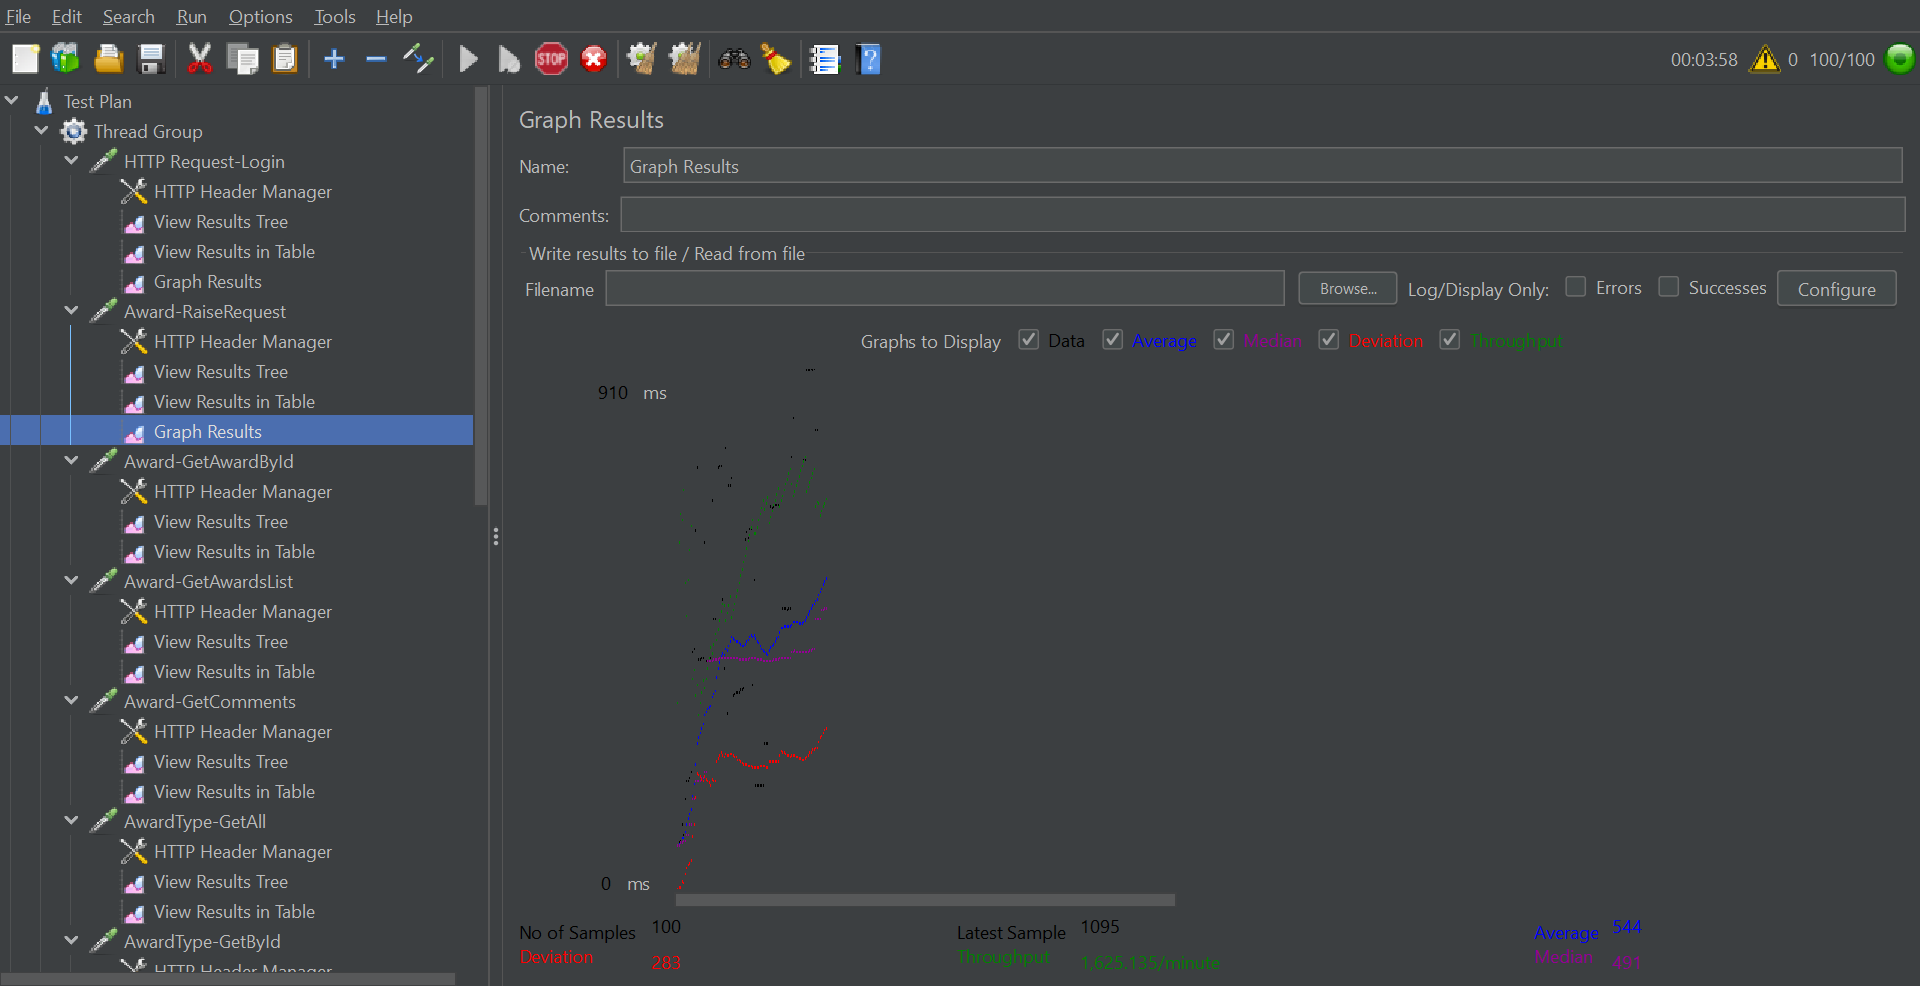 File Edit Search Run Options Tools Help
STOP
00:03:58 0 100/100
Test Plan
Thread Group
HTTP Request-Login
HTTP Header Manager
View Results Tree
View Results in Table
Graph Results
Award-RaiseRequest
HTTP Header Manager
View Results Tree
View Results in Table
Graph Results
Award-GetAwardById
HTTP Header Manager
View Results Tree
View Results in Table
Award-GetAwardsList
HTTP Header Manager
View Results Tree
View Results in Table
Award-GetComments
HTTP Header Manager
View Results Tree
View Results in Table
AwardType-GetAll
HTTP Header Manager
View Results Tree
View Results in Table
AwardType-GetById
HTTP Header Manager
Graph Results
Name: Graph Results
Comments:
Write results to file / Read from file
Filename Browse... Log/Display Only: Errors Successes Configure
Graphs to Display Data Average Median Deviation Throughput
910 ms
0 ms
No of Samples 100 Latest Sample 1095 Average 544
Deviation 283 Throughput 1,625.135/minute Median 491